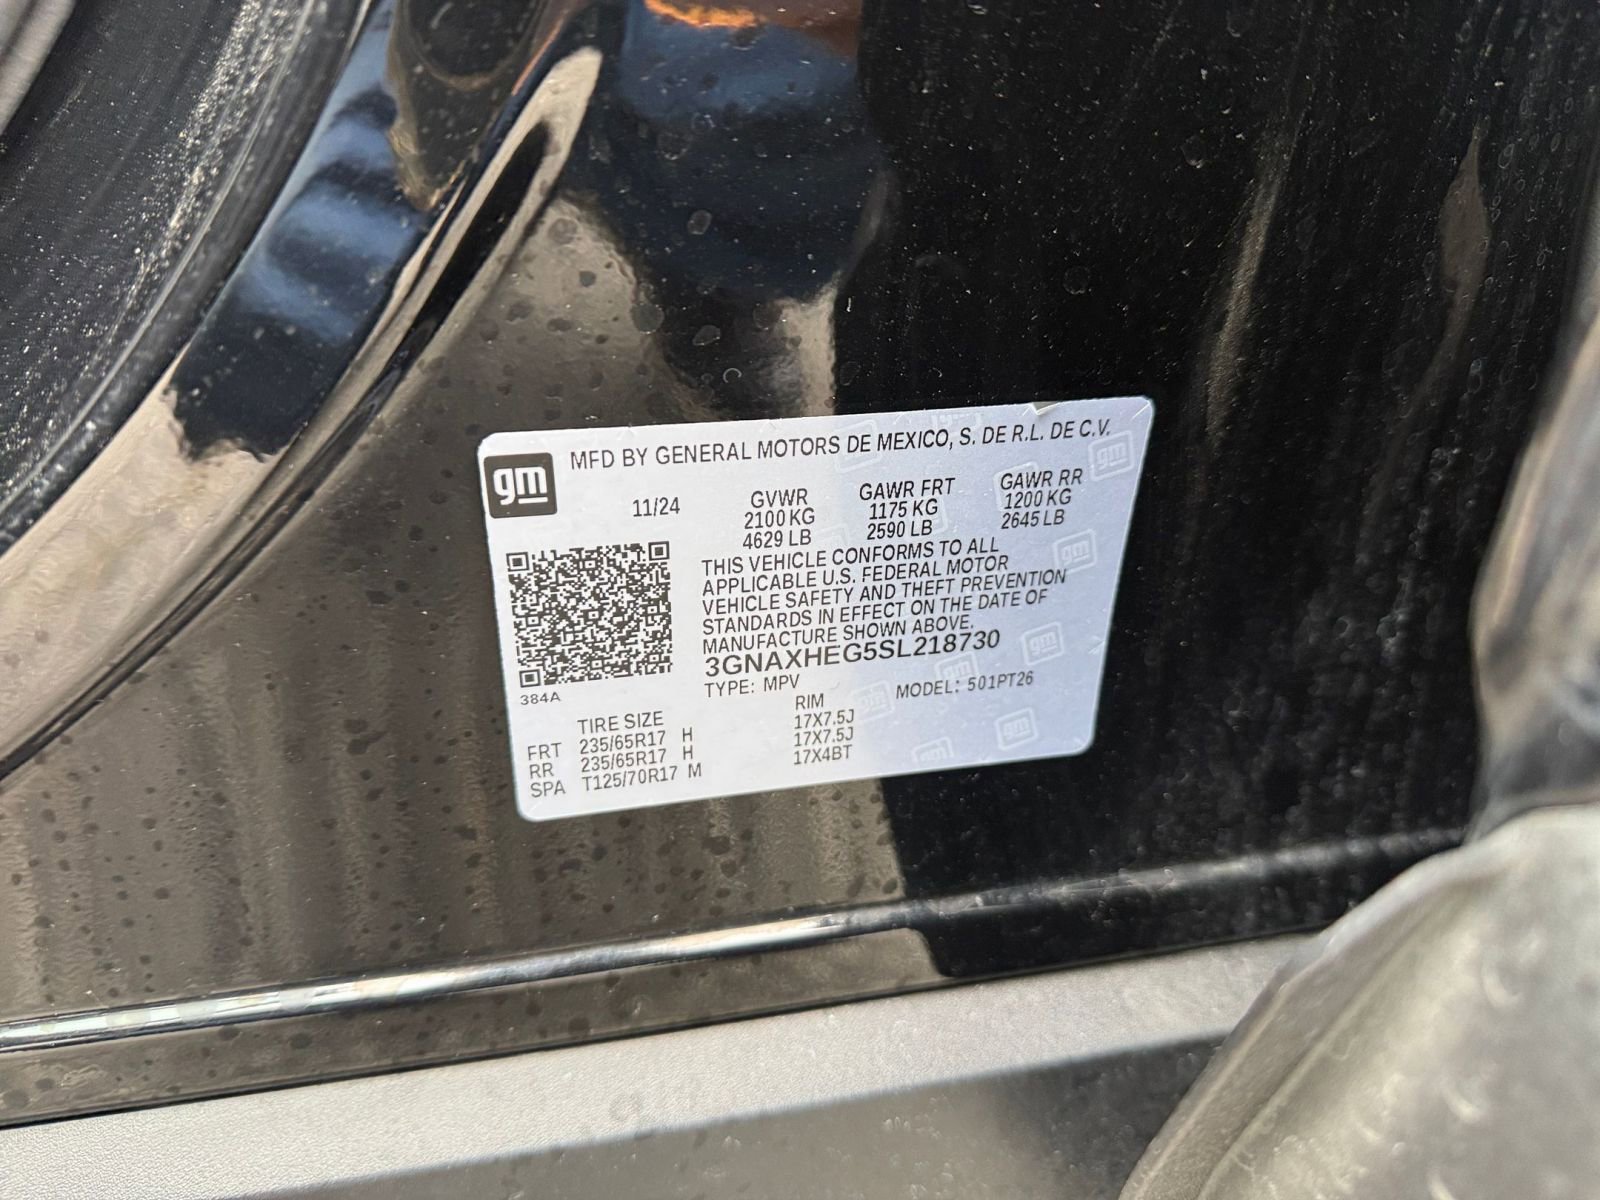 gm
MFD BY GENERAL MOTORS DE MEXICO, S. DE R.L. DE C.V.
11/24
GVWR
2100 KG
4629 LB
GAWR FRT
1175 KG
2590 LB
GAWR RR
1200 KG
2645 LB
THIS VEHICLE CONFORMS TO ALL
APPLICABLE U.S. FEDERAL MOTOR
VEHICLE SAFETY AND THEFT PREVENTION
STANDARDS IN EFFECT ON THE DATE OF
MANUFACTURE SHOWN ABOVE.
3GNAXHEG5SL218730
TYPE: MPV MODEL: 501PT26
384A
TIRE SIZE RIM
FRT 235/65R17 H 17X7.5J
RR 235/65R17 H 17X7.5J
SPA T125/70R17 M 17X4BT